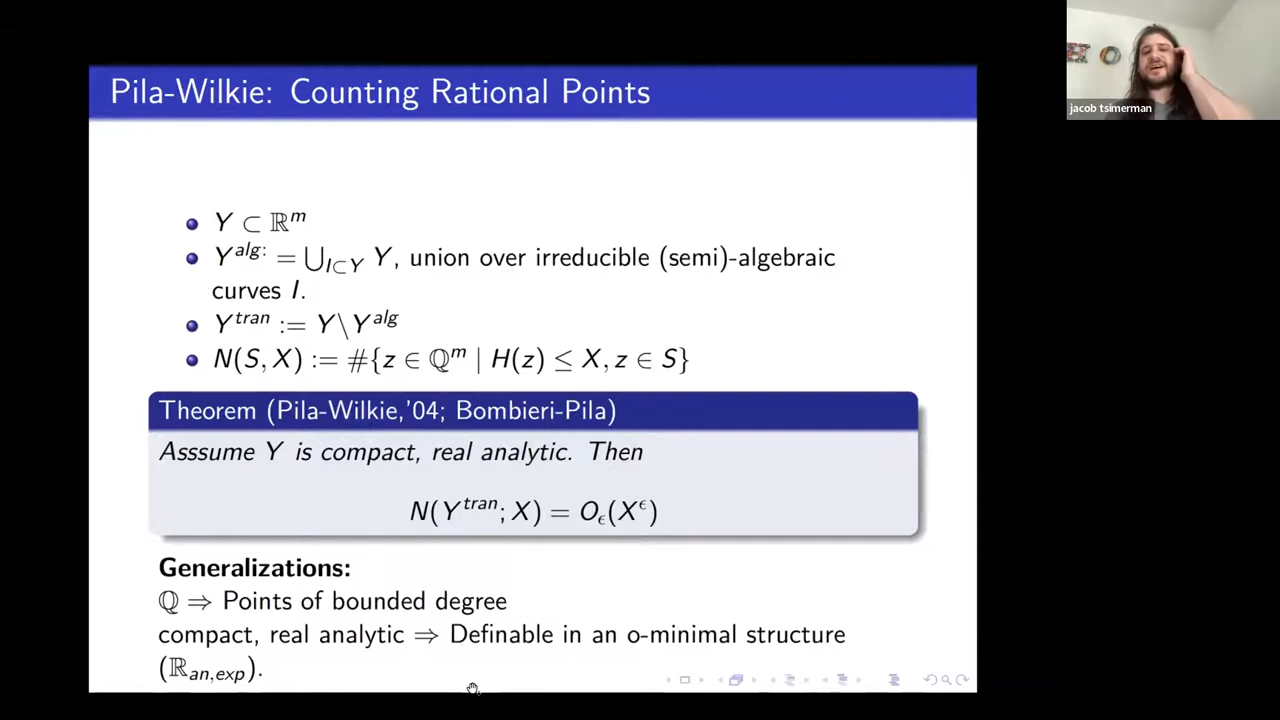 Pila-Wilkie: Counting Rational Points
Y ⊂ ℝ^m
Y^{alg:} = ⋃_{I⊂Y} Y, union over irreducible (semi)-algebraic
curves I.
Y^{tran} := Y\Y^{alg}
N(S, X) := #{z ∈ ℚ^m | H(z) ≤ X, z ∈ S}
Theorem (Pila-Wilkie,'04; Bombieri-Pila)
Asssume Y is compact, real analytic. Then
N(Y^{tran}; X) = O_ϵ(X^ϵ)
Generalizations:
ℚ ⇒ Points of bounded degree
compact, real analytic ⇒ Definable in an o-minimal structure
(ℝ_{an,exp}).
jacob tsimerman